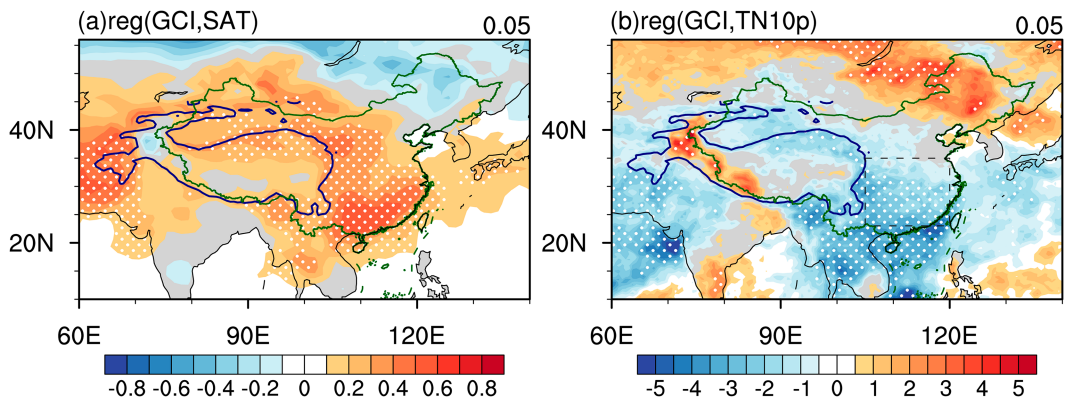 (a)reg(GCI,SAT) 0.05
(b)reg(GCI,TN10p) 0.05
40N
20N
60E 90E 120E
40N
20N
60E 90E 120E
-0.8 -0.6 -0.4 -0.2 0 0.2 0.4 0.6 0.8
-5 -4 -3 -2 -1 0 1 2 3 4 5